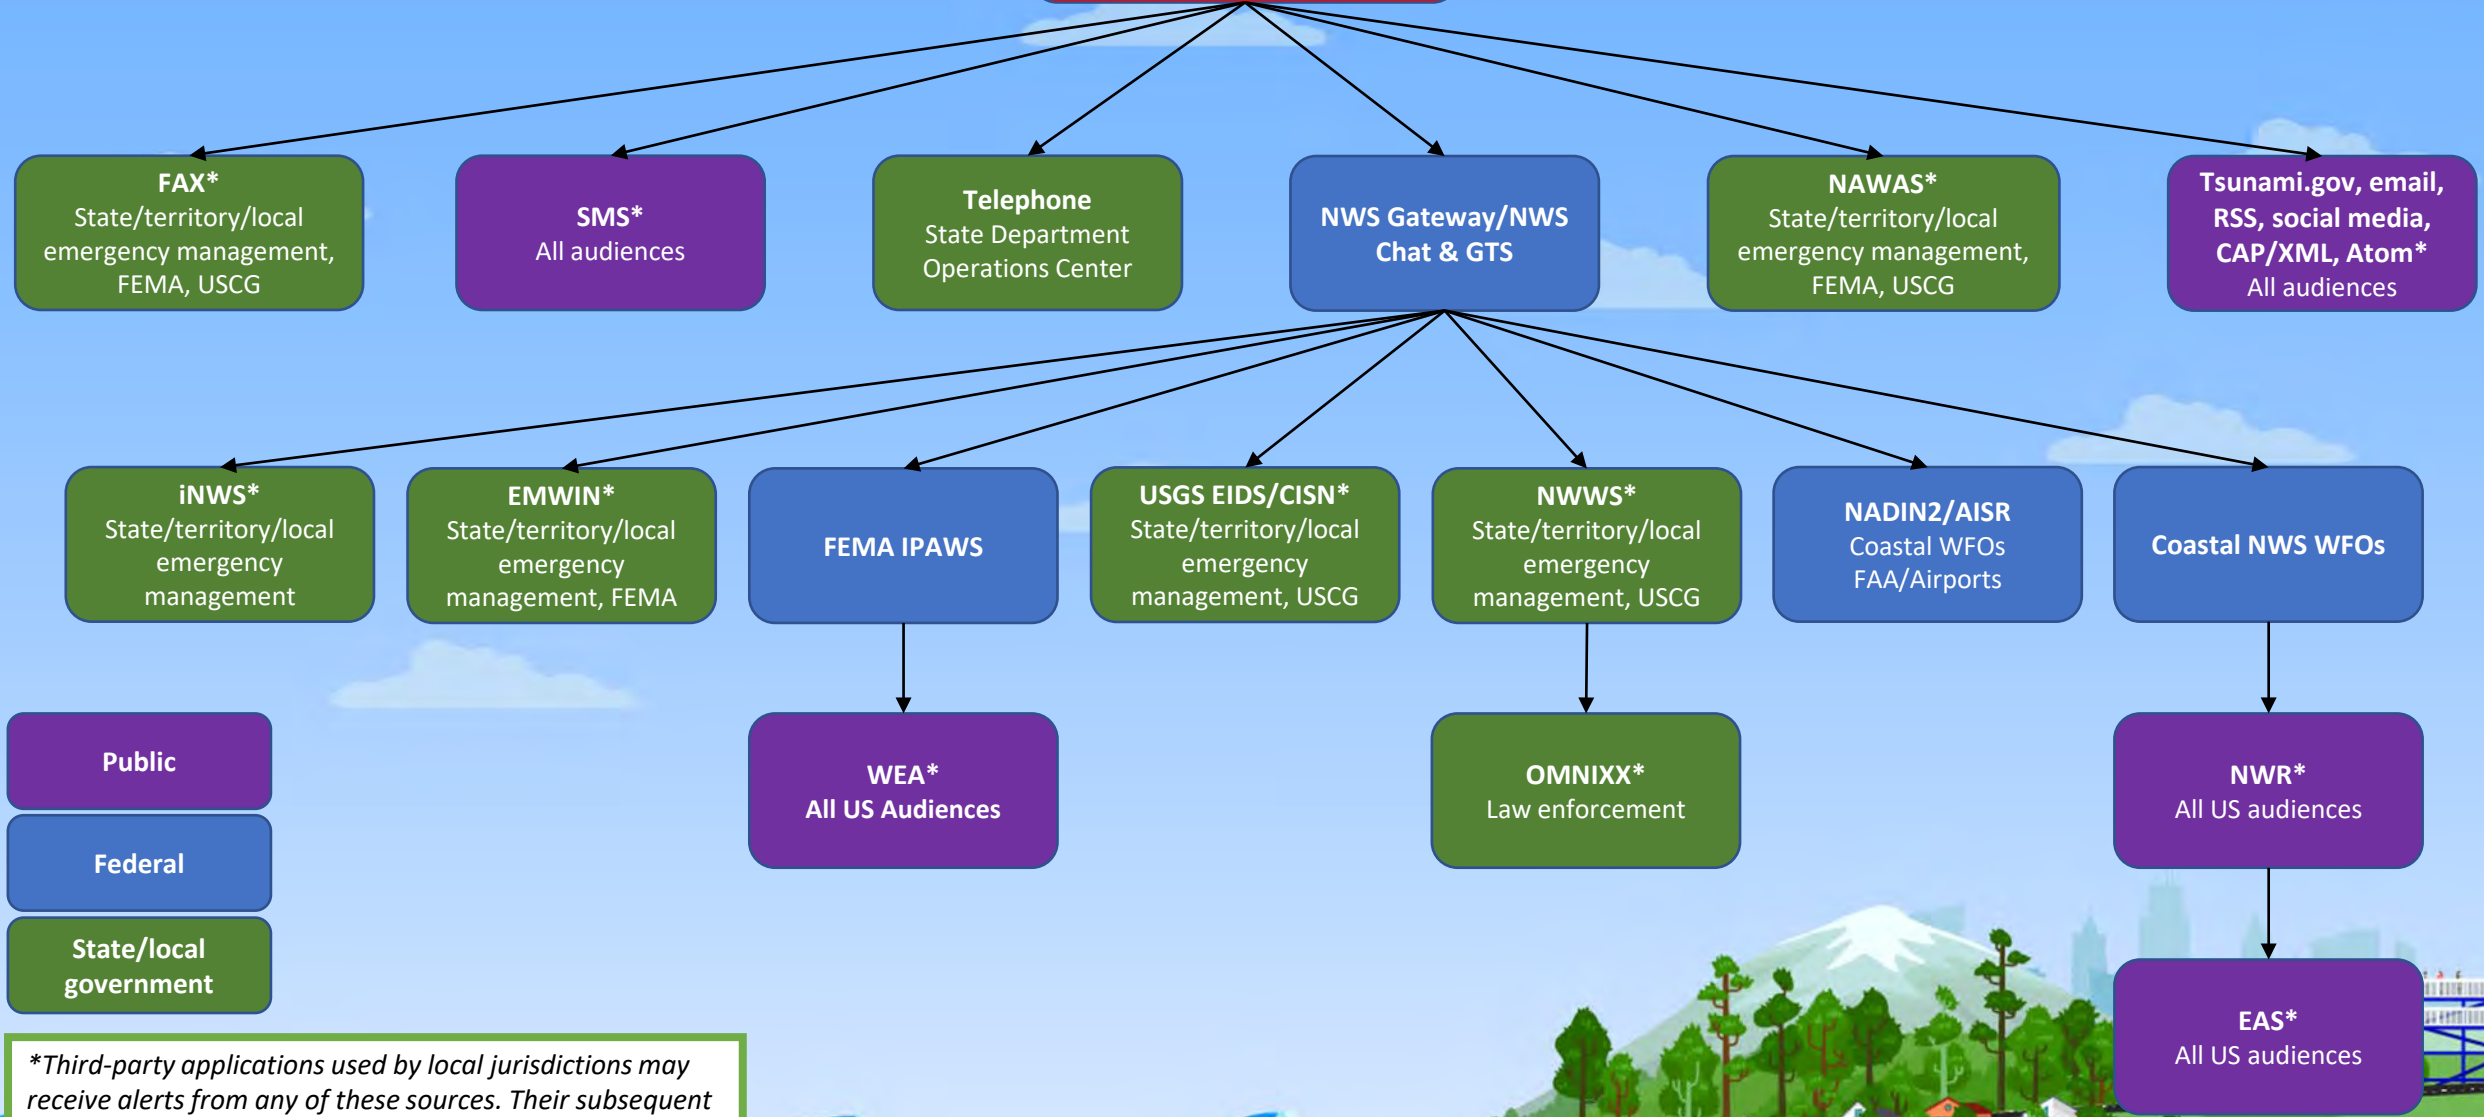 FAX*
State/territory/local
emergency management,
FEMA, USCG
SMS*
All audiences
Telephone
State Department
Operations Center
NWS Gateway/NWS
Chat & GTS
NAWAS*
State/territory/local
emergency management,
FEMA, USCG
Tsunami.gov, email,
RSS, social media,
CAP/XML, Atom*
All audiences
iNWS*
State/territory/local
emergency
management
EMWIN*
State/territory/local
emergency
management, FEMA
FEMA IPAWS
USGS EIDS/CISN*
State/territory/local
emergency
management, USCG
NWWS*
State/territory/local
emergency
management, USCG
NADIN2/AISR
Coastal WFOs
FAA/Airports
Coastal NWS WFOs
WEA*
All US Audiences
OMNIXX*
Law enforcement
NWR*
All US audiences
EAS*
All US audiences
Public
Federal
State/local
government
*Third-party applications used by local jurisdictions may
receive alerts from any of these sources. Their subsequent